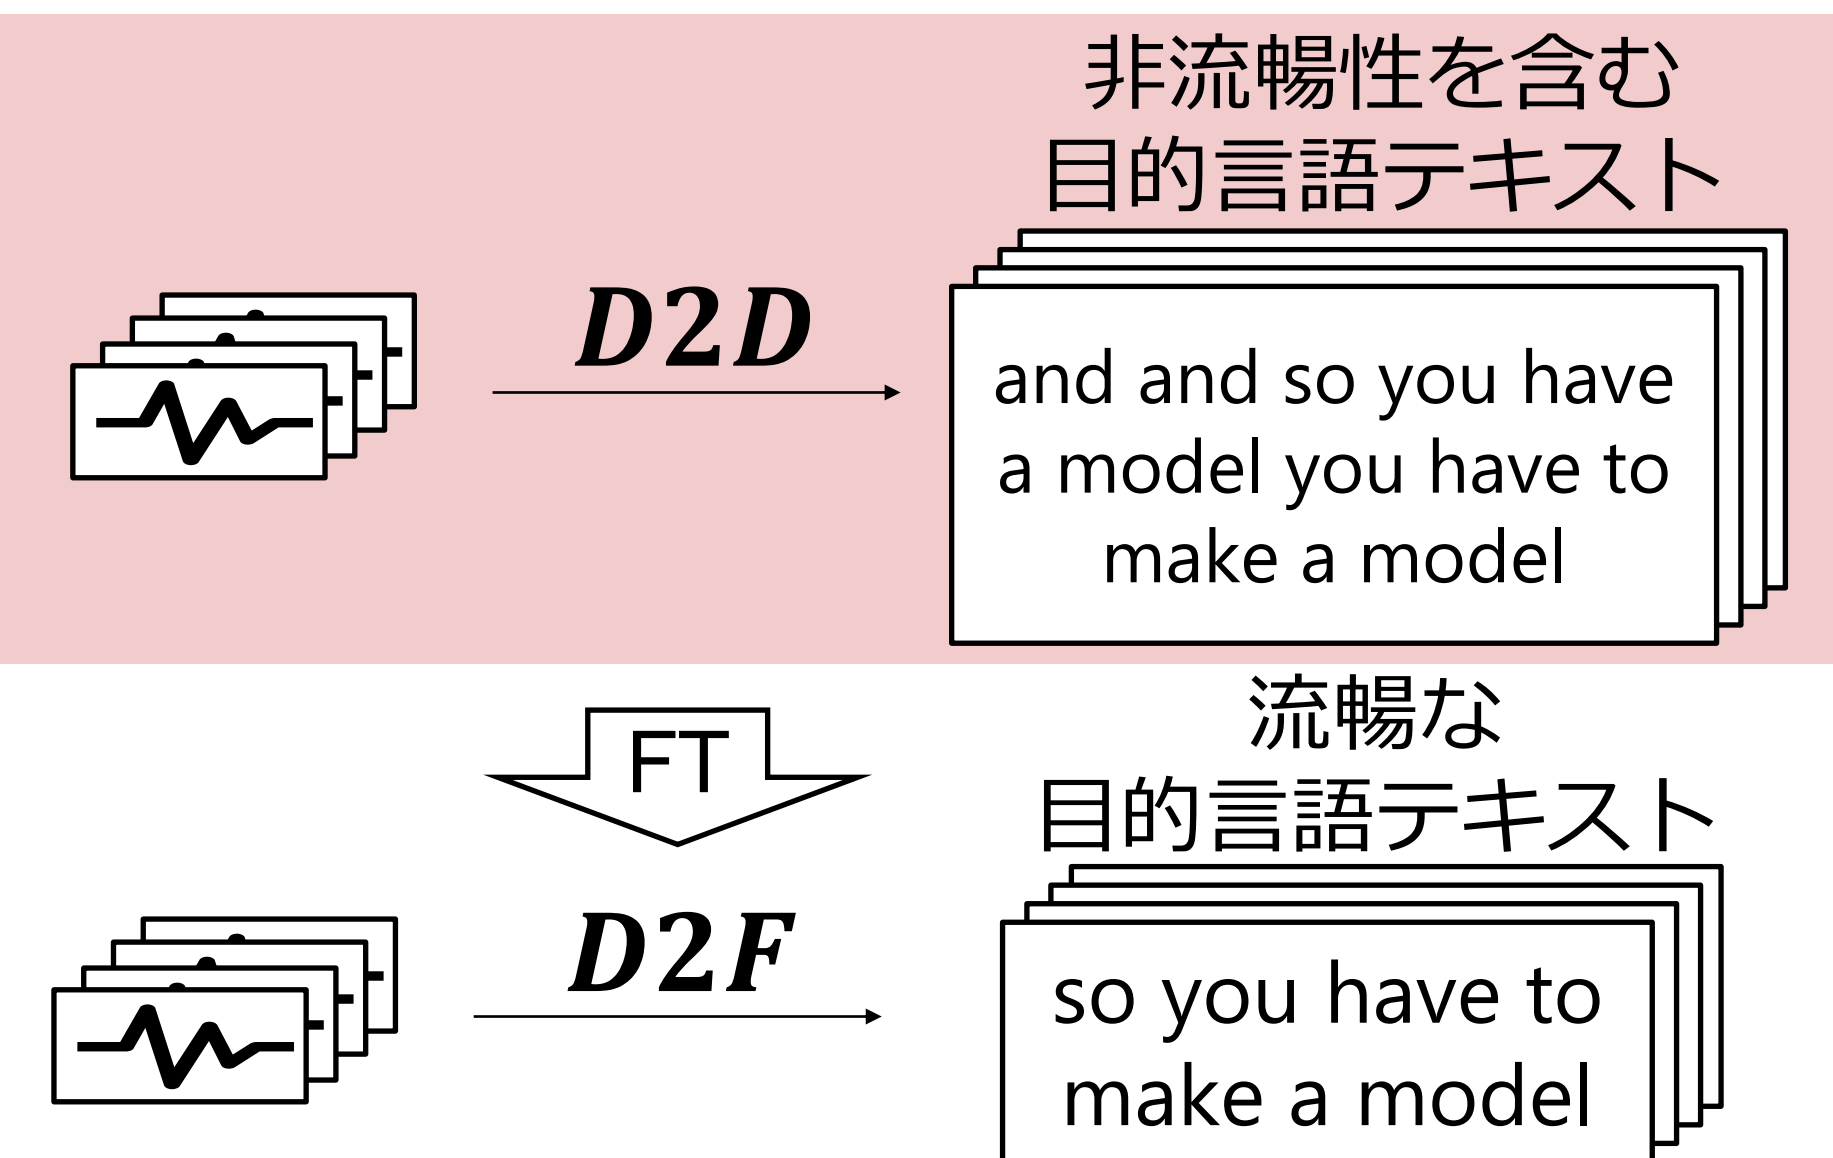 非流暢性を含む
目的言語テキスト
D2D
and and so you have
a model you have to
make a model
FT
流暢な
目的言語テキスト
D2F
so you have to
make a model